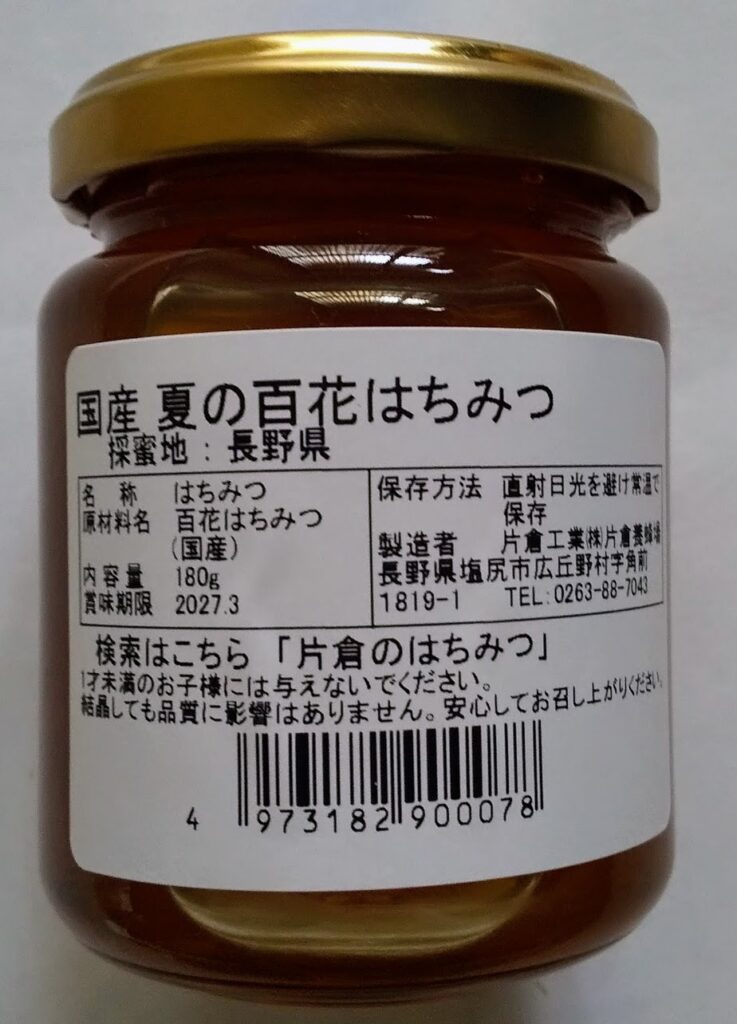 国産 夏の百花はちみつ
採蜜地：長野県
名　称　はちみつ
原材料名　百花はちみつ
（国産）
内容量　180g
賞味期限　2027.3
保存方法　直射日光を避け常温で
保存
製造者　片倉工業㈱片倉養蜂場
長野県塩尻市広丘野村字角前
1819-1　TEL:0263-88-7043
検索はこちら「片倉のはちみつ」
1才未満のお子様には与えないでください。
結晶しても品質に影響はありません。安心してお召し上がりください。
4 973182 900078